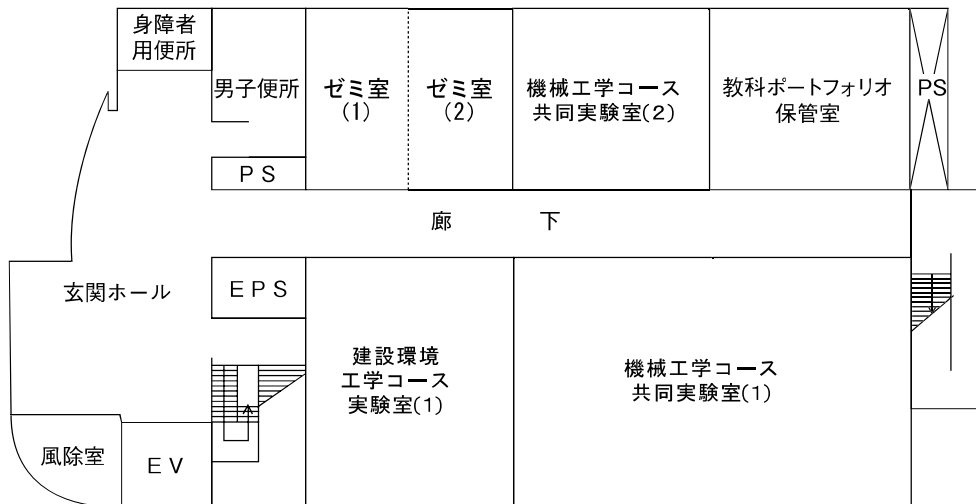 身障者
用便所
男子便所
ゼミ室
(1)
ゼミ室
(2)
機械工学コース
共同実験室(2)
教科ポートフォリオ
保管室
PS
PS
廊下
玄関ホール
EPS
建設環境
工学コース
実験室(1)
機械工学コース
共同実験室(1)
風除室
EV